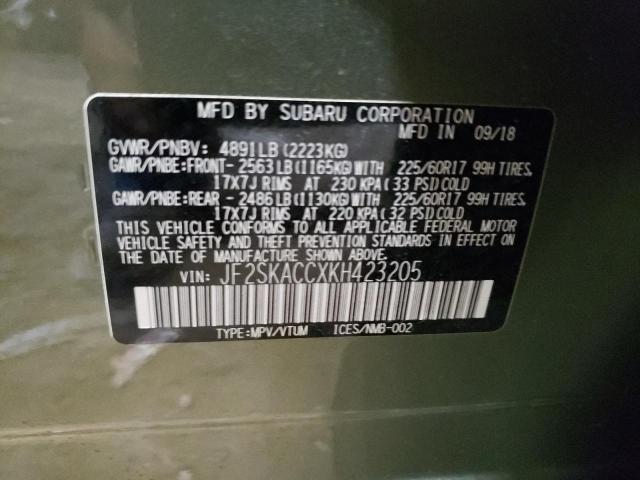 MFD BY SUBARU CORPORATION
MFD IN 09/18
GVWR/PNBV: 4891LB (2223KG)
GAWR/PNBE:FRONT- 2563LB(1165KG)WITH 225/60R17 99H TIRES.
17X7J RIMS AT 230 KPA(33 PSI)COLD
GAWR/PNBE:REAR - 2486LB(1130KG)WITH 225/60R17 99H TIRES.
17X7J RIMS AT 220 KPA(32 PSI)COLD
THIS VEHICLE CONFORMS TO ALL APPLICABLE FEDERAL MOTOR
VEHICLE SAFETY AND THEFT PREVENTION STANDARDS IN EFFECT ON
THE DATE OF MANUFACTURE SHOWN ABOVE.
VIN: JF2SKACCXKH423205
TYPE:MPV/VTUM ICES/NMB-002